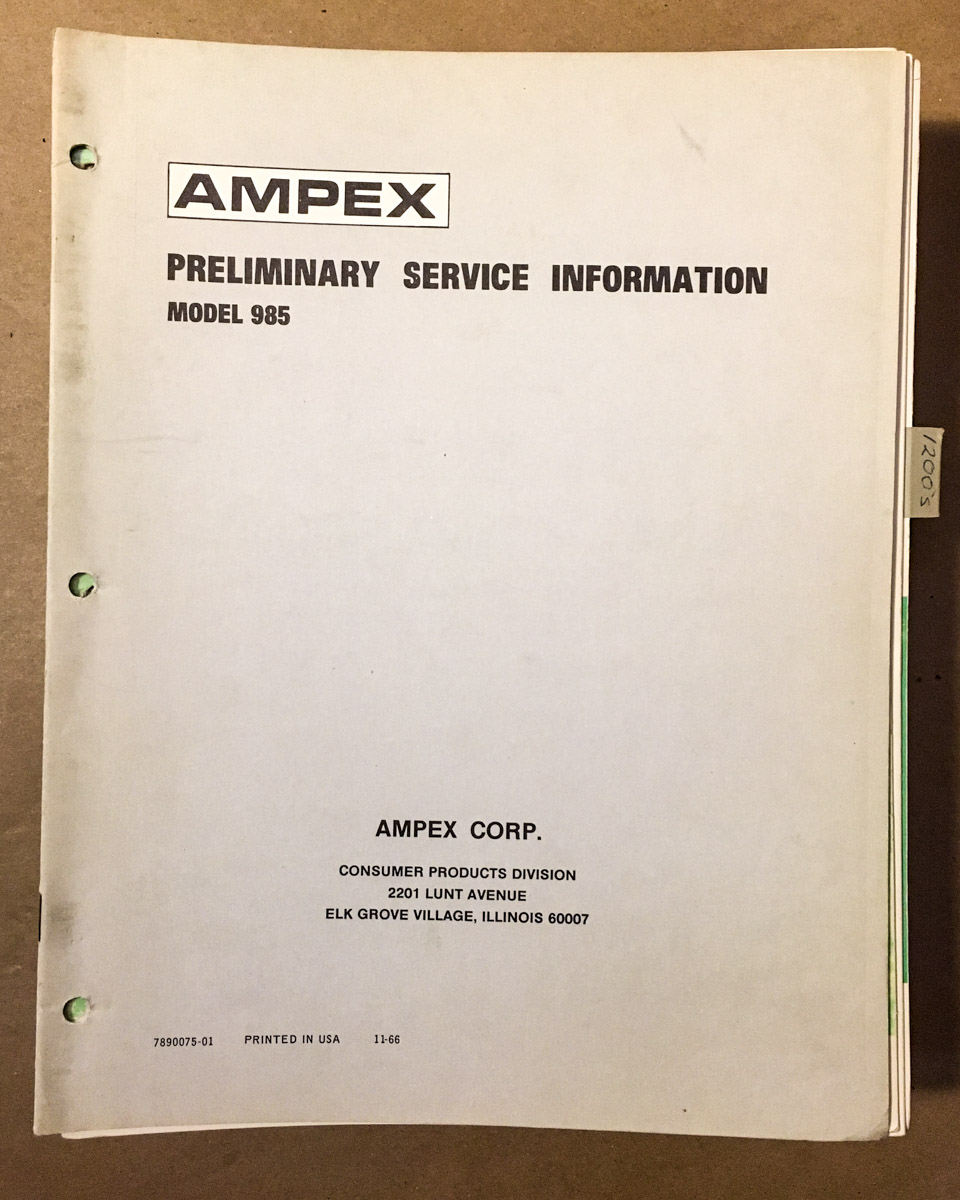 AMPEX
PRELIMINARY SERVICE INFORMATION
MODEL 985
1200's
AMPEX CORP.
CONSUMER PRODUCTS DIVISION
2201 LUNT AVENUE
ELK GROVE VILLAGE, ILLINOIS 60007
7890075-01 PRINTED IN USA 11-66